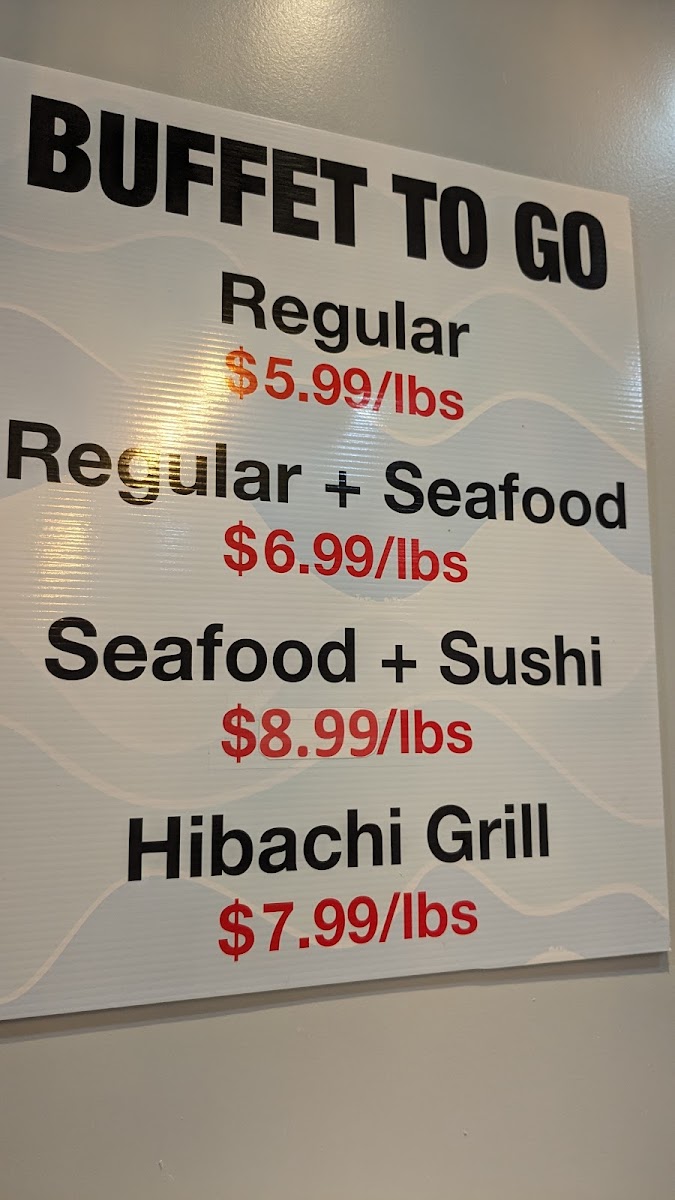 BUFFET TO GO
Regular
$5.99/lbs
Regular + Seafood
$6.99/lbs
Seafood + Sushi
$8.99/lbs
Hibachi Grill
$7.99/lbs